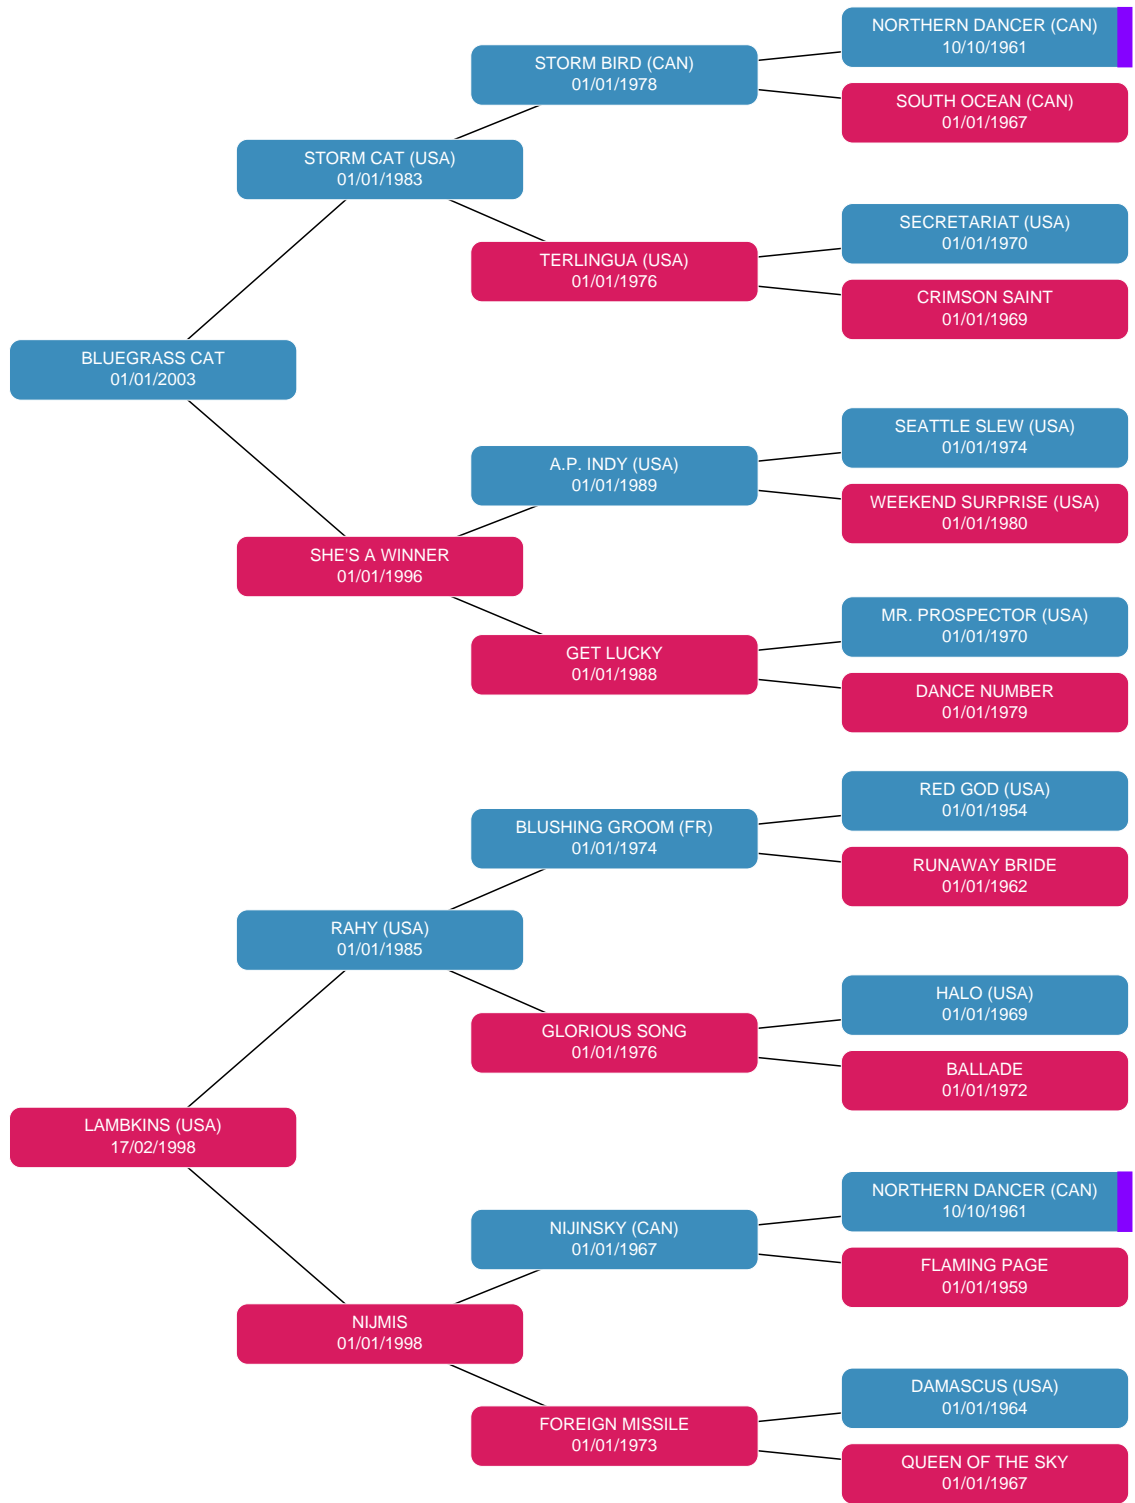 NORTHERN DANCER (CAN)
10/10/1961
STORM BIRD (CAN)
01/01/1978
SOUTH OCEAN (CAN)
01/01/1967
STORM CAT (USA)
01/01/1983
SECRETARIAT (USA)
01/01/1970
TERLINGUA (USA)
01/01/1976
CRIMSON SAINT
01/01/1969
BLUEGRASS CAT
01/01/2003
SEATTLE SLEW (USA)
01/01/1974
A.P. INDY (USA)
01/01/1989
WEEKEND SURPRISE (USA)
01/01/1980
SHE'S A WINNER
01/01/1996
MR. PROSPECTOR (USA)
01/01/1970
GET LUCKY
01/01/1988
DANCE NUMBER
01/01/1979
RED GOD (USA)
01/01/1954
BLUSHING GROOM (FR)
01/01/1974
RUNAWAY BRIDE
01/01/1962
RAHY (USA)
01/01/1985
HALO (USA)
01/01/1969
GLORIOUS SONG
01/01/1976
BALLADE
01/01/1972
LAMBKINS (USA)
17/02/1998
NORTHERN DANCER (CAN)
10/10/1961
NIJINSKY (CAN)
01/01/1967
FLAMING PAGE
01/01/1959
NIJMIS
01/01/1998
DAMASCUS (USA)
01/01/1964
FOREIGN MISSILE
01/01/1973
QUEEN OF THE SKY
01/01/1967